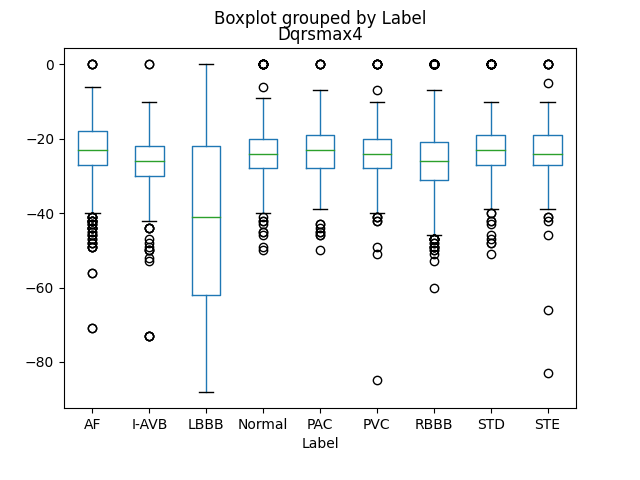 Boxplot grouped by Label
Dqrsmax4
0
−20
−40
−60
−80
AF I-AVB LBBB Normal PAC PVC RBBB STD STE
Label